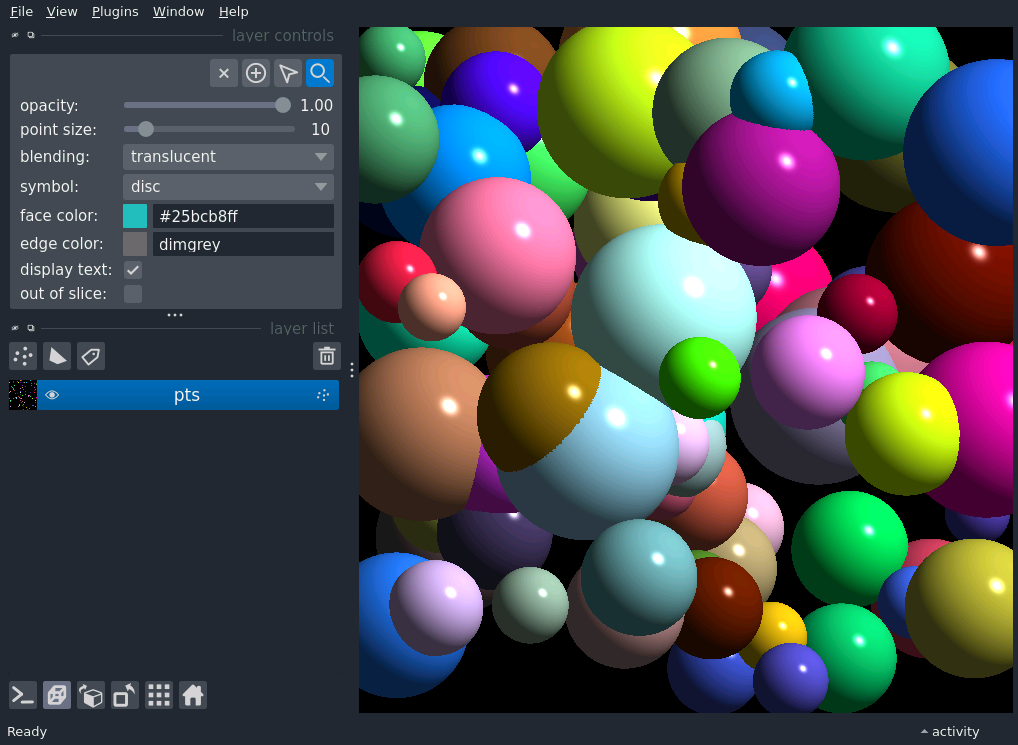 File View Plugins Window Help
layer controls
opacity: 1.00
point size: 10
blending: translucent
symbol: disc
face color: #25bcb8ff
edge color: dimgrey
display text:
out of slice:
layer list
pts
Ready
activity